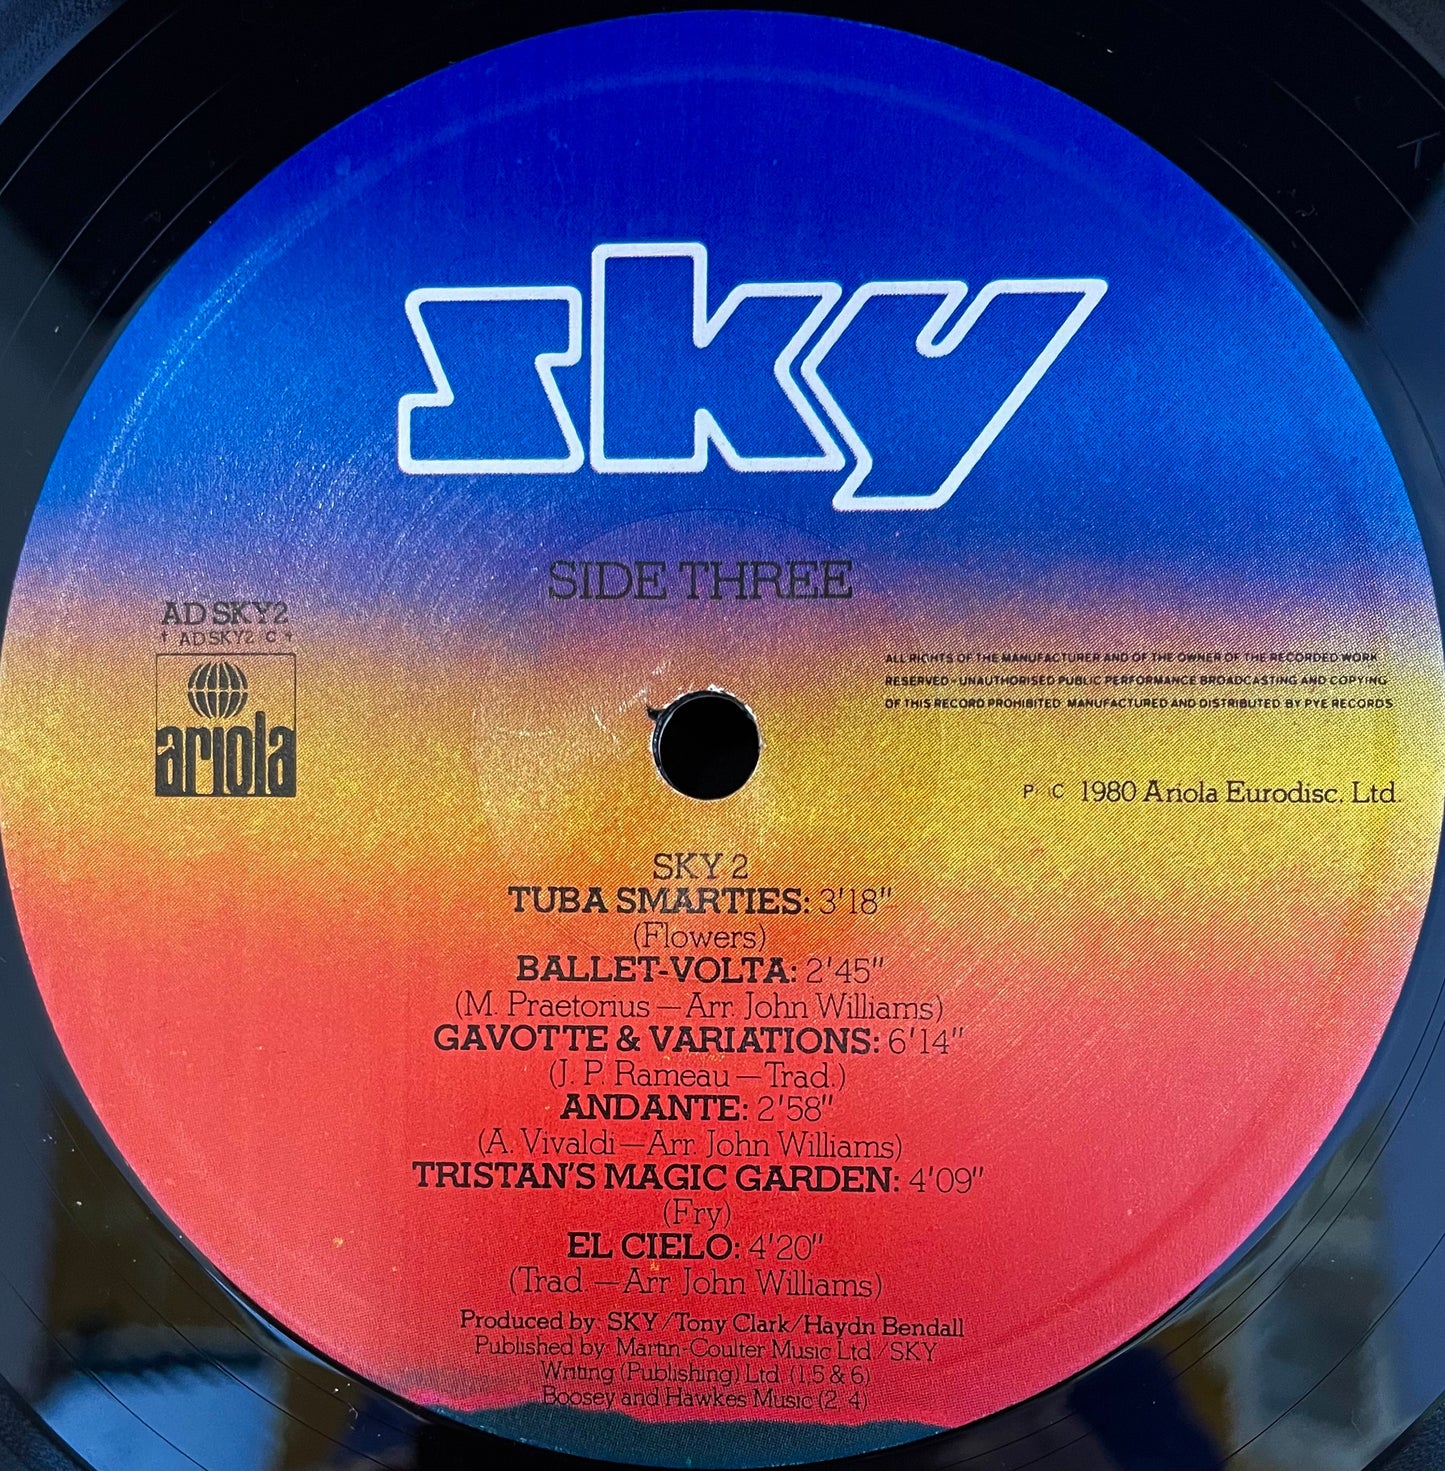 sky
SIDE THREE
AD SKY2
† AD SKY2 C †
ariola
ALL RIGHTS OF THE MANUFACTURER AND OF THE OWNER OF THE RECORDED WORK
RESERVED-UNAUTHORISED PUBLIC PERFORMANCE BROADCASTING AND COPYING
OF THIS RECORD PROHIBITED. MANUFACTURED AND DISTRIBUTED BY PYE RECORDS
P C 1980 Ariola Eurodisc. Ltd.
SKY 2
TUBA SMARTIES: 3'18"
(Flowers)
BALLET-VOLTA: 2'45"
(M. Praetorius—Arr. John Williams)
GAVOTTE & VARIATIONS: 6'14"
(J. P. Rameau—Trad.)
ANDANTE: 2'58"
(A. Vivaldi—Arr. John Williams)
TRISTAN'S MAGIC GARDEN: 4'09"
(Fry)
EL CIELO: 4'20"
(Trad.—Arr. John Williams)
Produced by: SKY/Tony Clark/Haydn Bendall
Published by: Martin-Coulter Music Ltd./SKY
Writing (Publishing) Ltd. (1,5 & 6)
Boosey and Hawkes Music (2, 4)